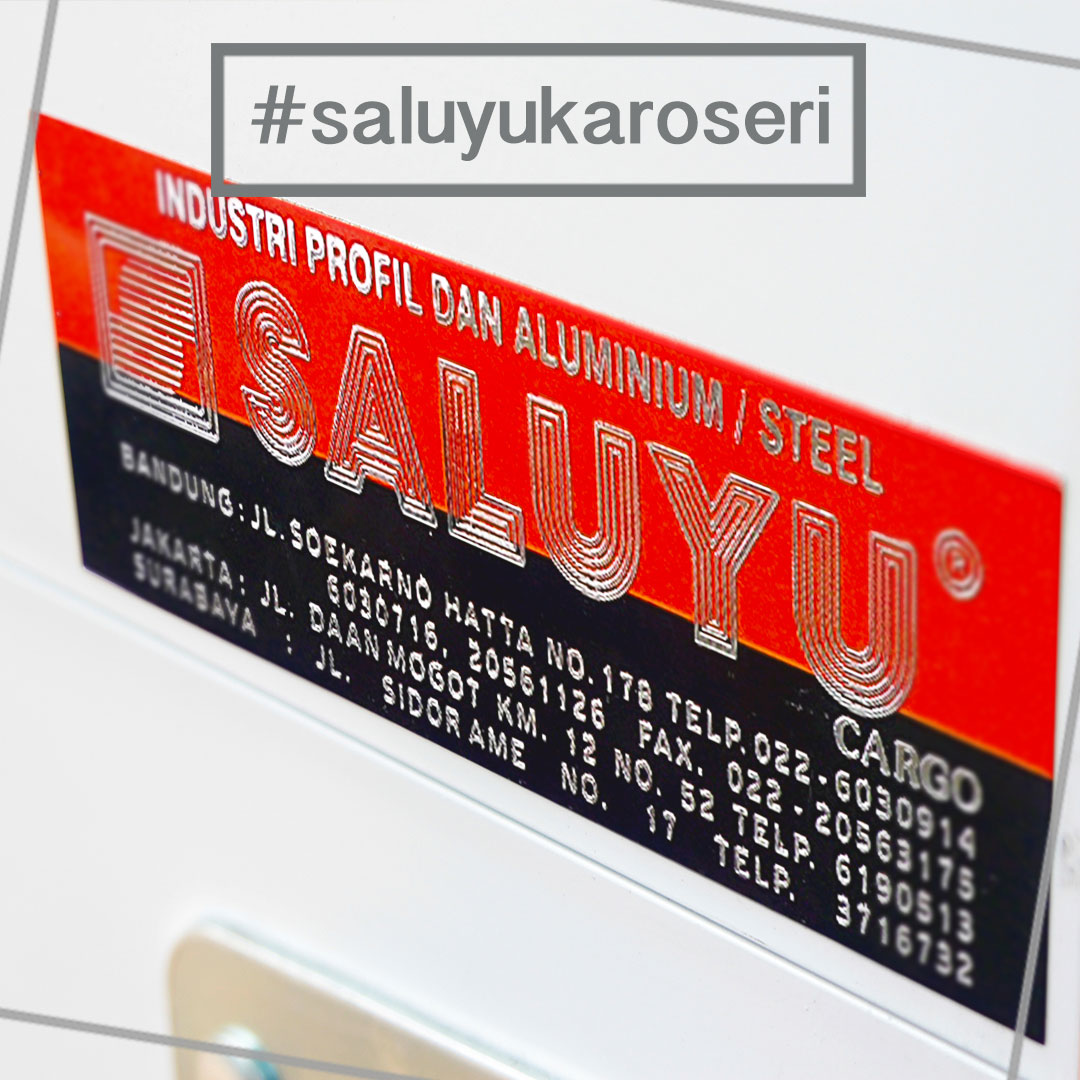 #saluyukaroseri
INDUSTRI PROFIL DAN ALUMINIUM / STEEL
SALUYU®
CARGO
BANDUNG: JL. SOEKARNO HATTA NO. 178 TELP. 022-6030914
6030716, 20561126 FAX. 022-20563175
JAKARTA: JL. DAAN MOGOT KM. 12 NO. 52 TELP. 6190513
SURABAYA : JL. SIDORAME NO. 17 TELP. 3716732